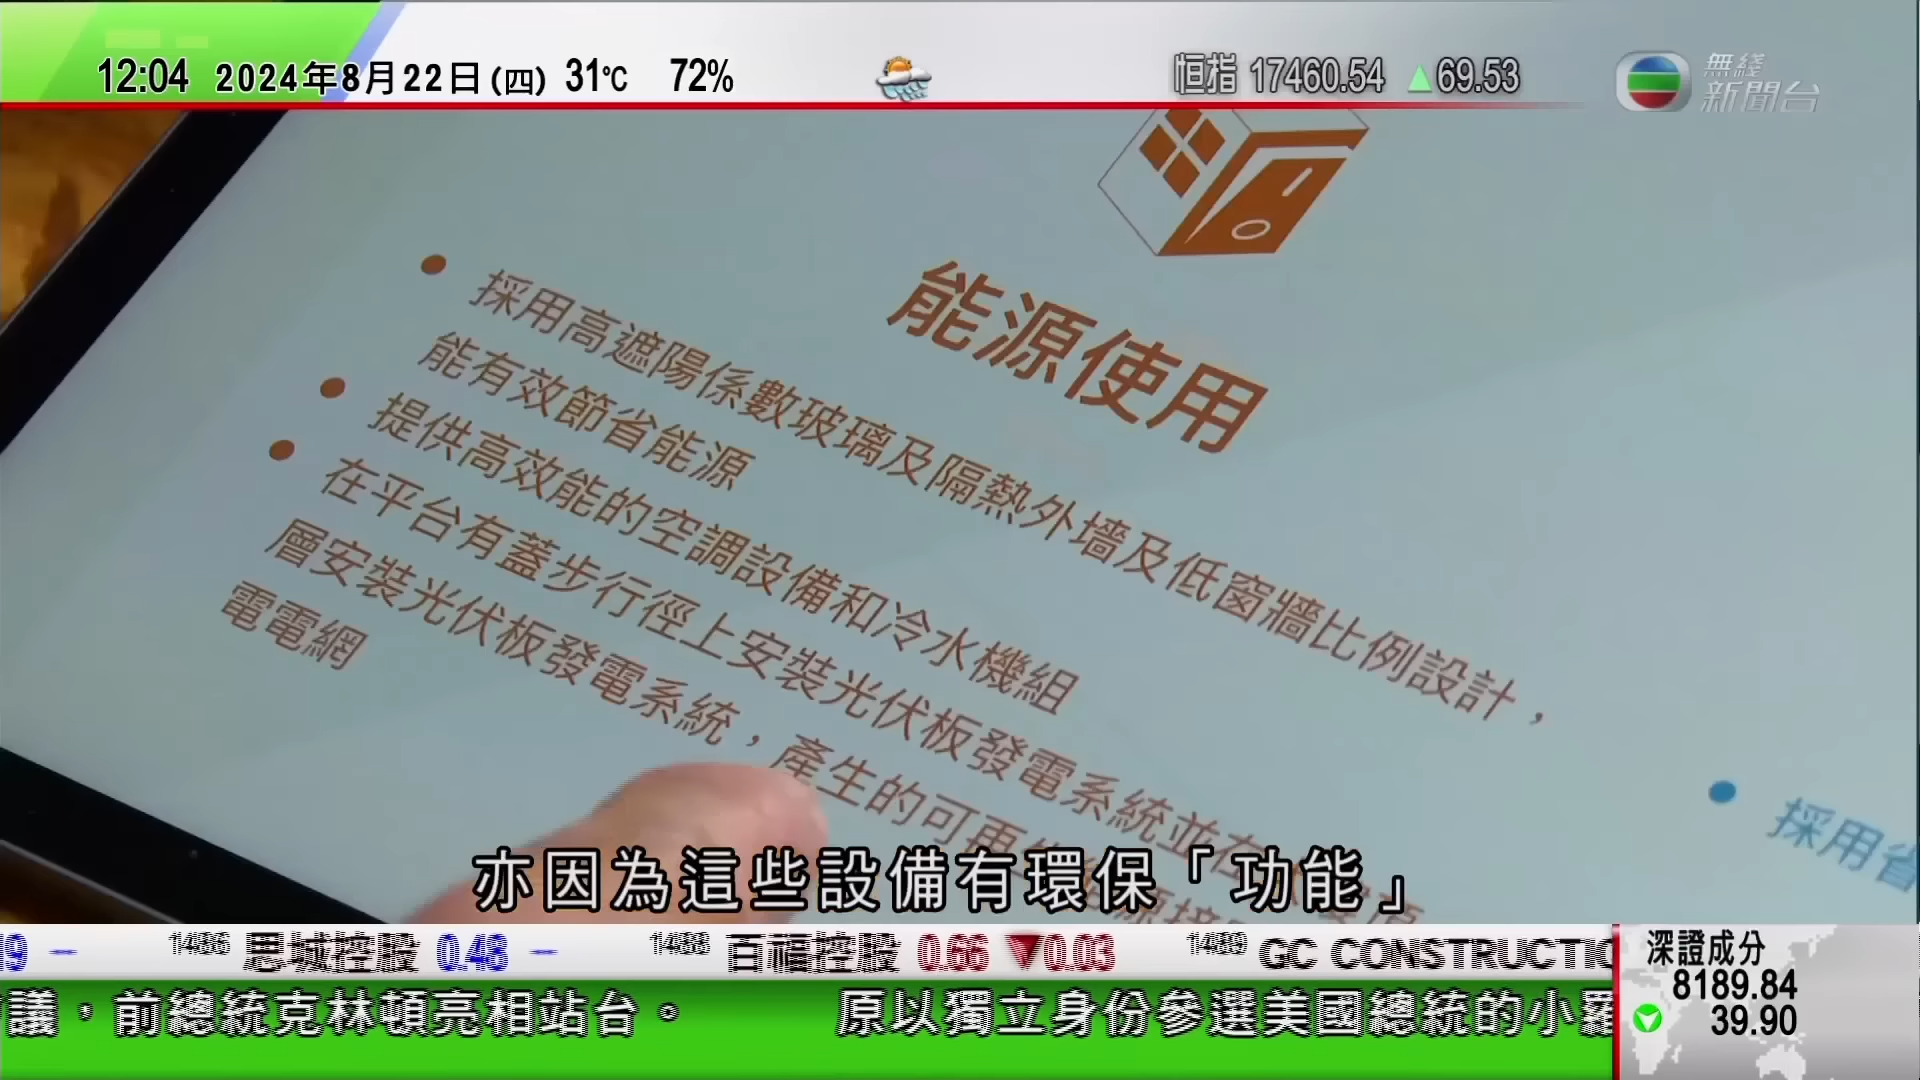 12:04 2024年8月22日(四) 31℃ 72% 恒指 17460.54 ▲69.53
無綫
新聞台
能源使用
• 採用高遮陽係數玻璃及隔熱外牆及低窗牆比例設計，
能有效節省能源
• 提供高效能的空調設備和冷水機組
• 在平台有蓋步行徑上安裝光伏板發電系統並在
層安裝光伏板發電系統，產生的可再生能源接
電電網
• 採用省
亦因為這些設備有環保「功能」
19 – 1486 思城控股 0.48 – 1488 百福控股 0.66 ▼0.03 1489 GC CONSTRUCTIO
議，前總統克林頓亮相站台。 原以獨立身份參選美國總統的小羅
深證成分
8189.84
39.90